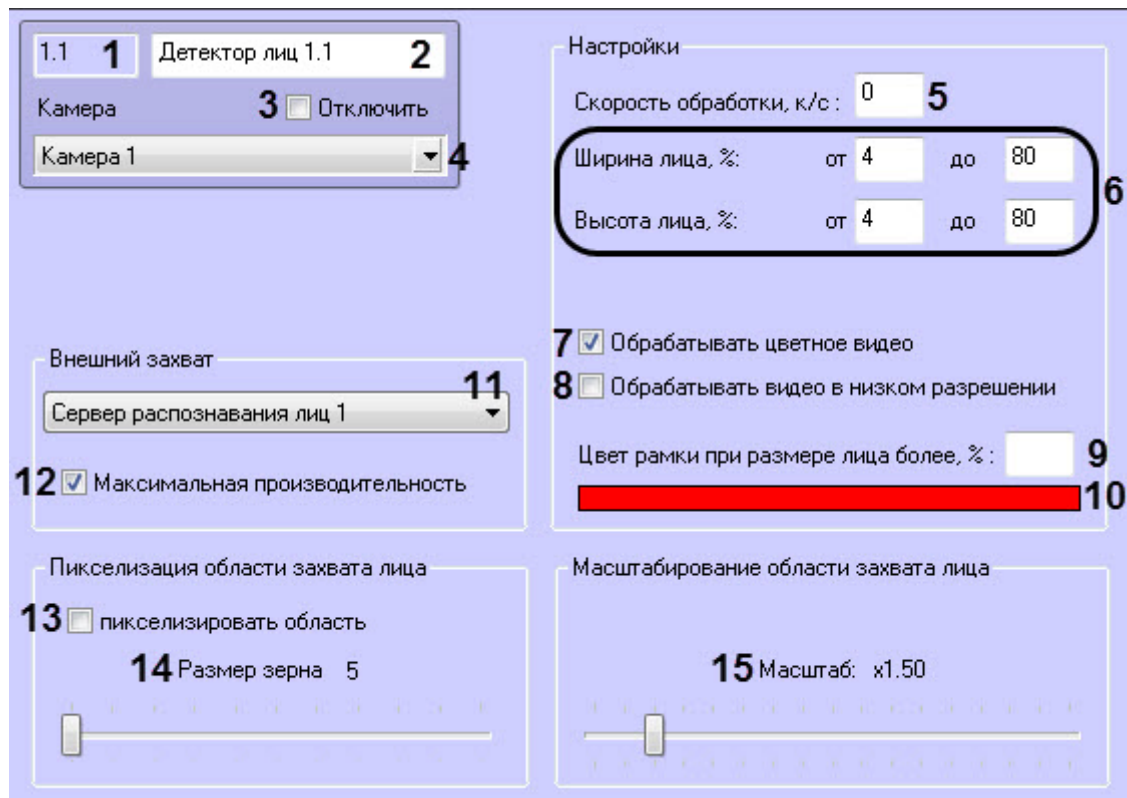 1.1 1 Детектор лиц 1.1 2
Камера 3 Отключить
Камера 1 4
Настройки
Скорость обработки, к/с : 0 5
Ширина лица, %: от 4 до 80
6
Высота лица, %: от 4 до 80
7 Обрабатывать цветное видео
8 Обрабатывать видео в низком разрешении
Цвет рамки при размере лица более, % : 9
10
Внешний захват
11
Сервер распознавания лиц 1
12 Максимальная производительность
Пикселизация области захвата лица
13 пикселизировать область
14 Размер зерна 5
Масштабирование области захвата лица
15 Масштаб: x1.50